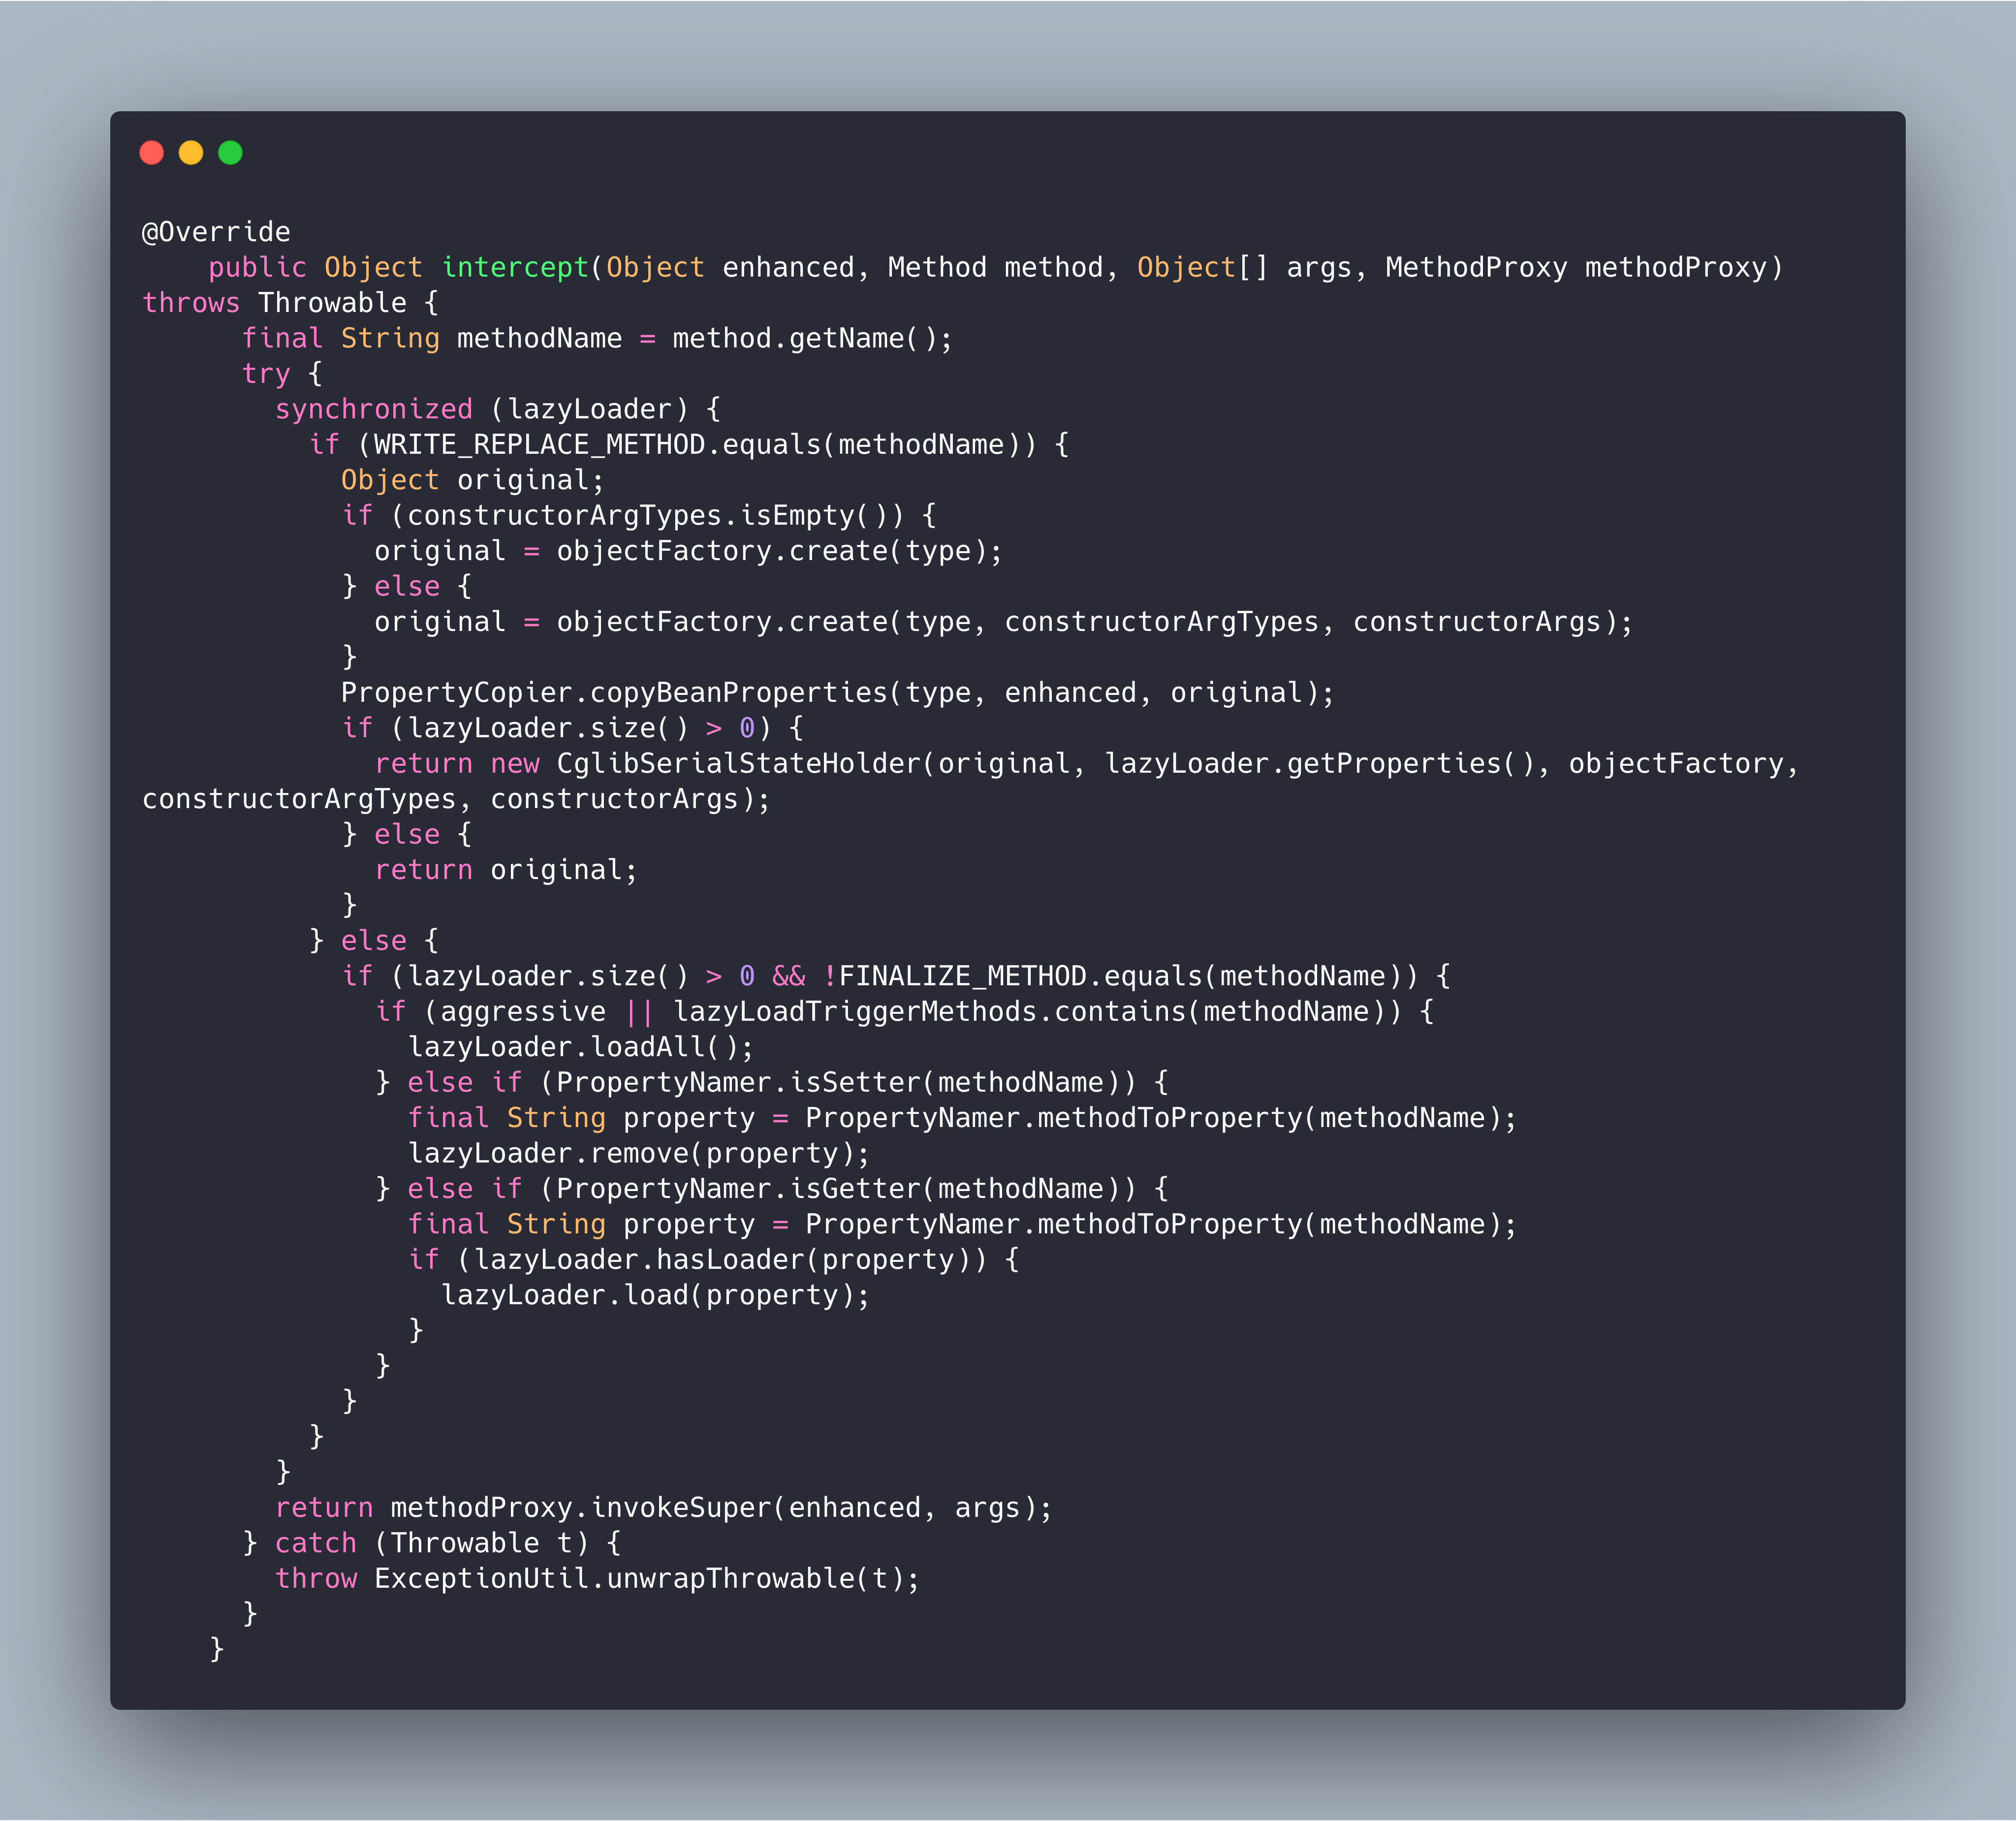 @Override
    public Object intercept(Object enhanced, Method method, Object[] args, MethodProxy methodProxy)
throws Throwable {
      final String methodName = method.getName();
      try {
        synchronized (lazyLoader) {
          if (WRITE_REPLACE_METHOD.equals(methodName)) {
            Object original;
            if (constructorArgTypes.isEmpty()) {
              original = objectFactory.create(type);
            } else {
              original = objectFactory.create(type, constructorArgTypes, constructorArgs);
            }
            PropertyCopier.copyBeanProperties(type, enhanced, original);
            if (lazyLoader.size() > 0) {
              return new CglibSerialStateHolder(original, lazyLoader.getProperties(), objectFactory,
constructorArgTypes, constructorArgs);
            } else {
              return original;
            }
          } else {
            if (lazyLoader.size() > 0 && !FINALIZE_METHOD.equals(methodName)) {
              if (aggressive || lazyLoadTriggerMethods.contains(methodName)) {
                lazyLoader.loadAll();
              } else if (PropertyNamer.isSetter(methodName)) {
                final String property = PropertyNamer.methodToProperty(methodName);
                lazyLoader.remove(property);
              } else if (PropertyNamer.isGetter(methodName)) {
                final String property = PropertyNamer.methodToProperty(methodName);
                if (lazyLoader.hasLoader(property)) {
                  lazyLoader.load(property);
                }
              }
            }
          }
        }
        return methodProxy.invokeSuper(enhanced, args);
      } catch (Throwable t) {
        throw ExceptionUtil.unwrapThrowable(t);
      }
    }